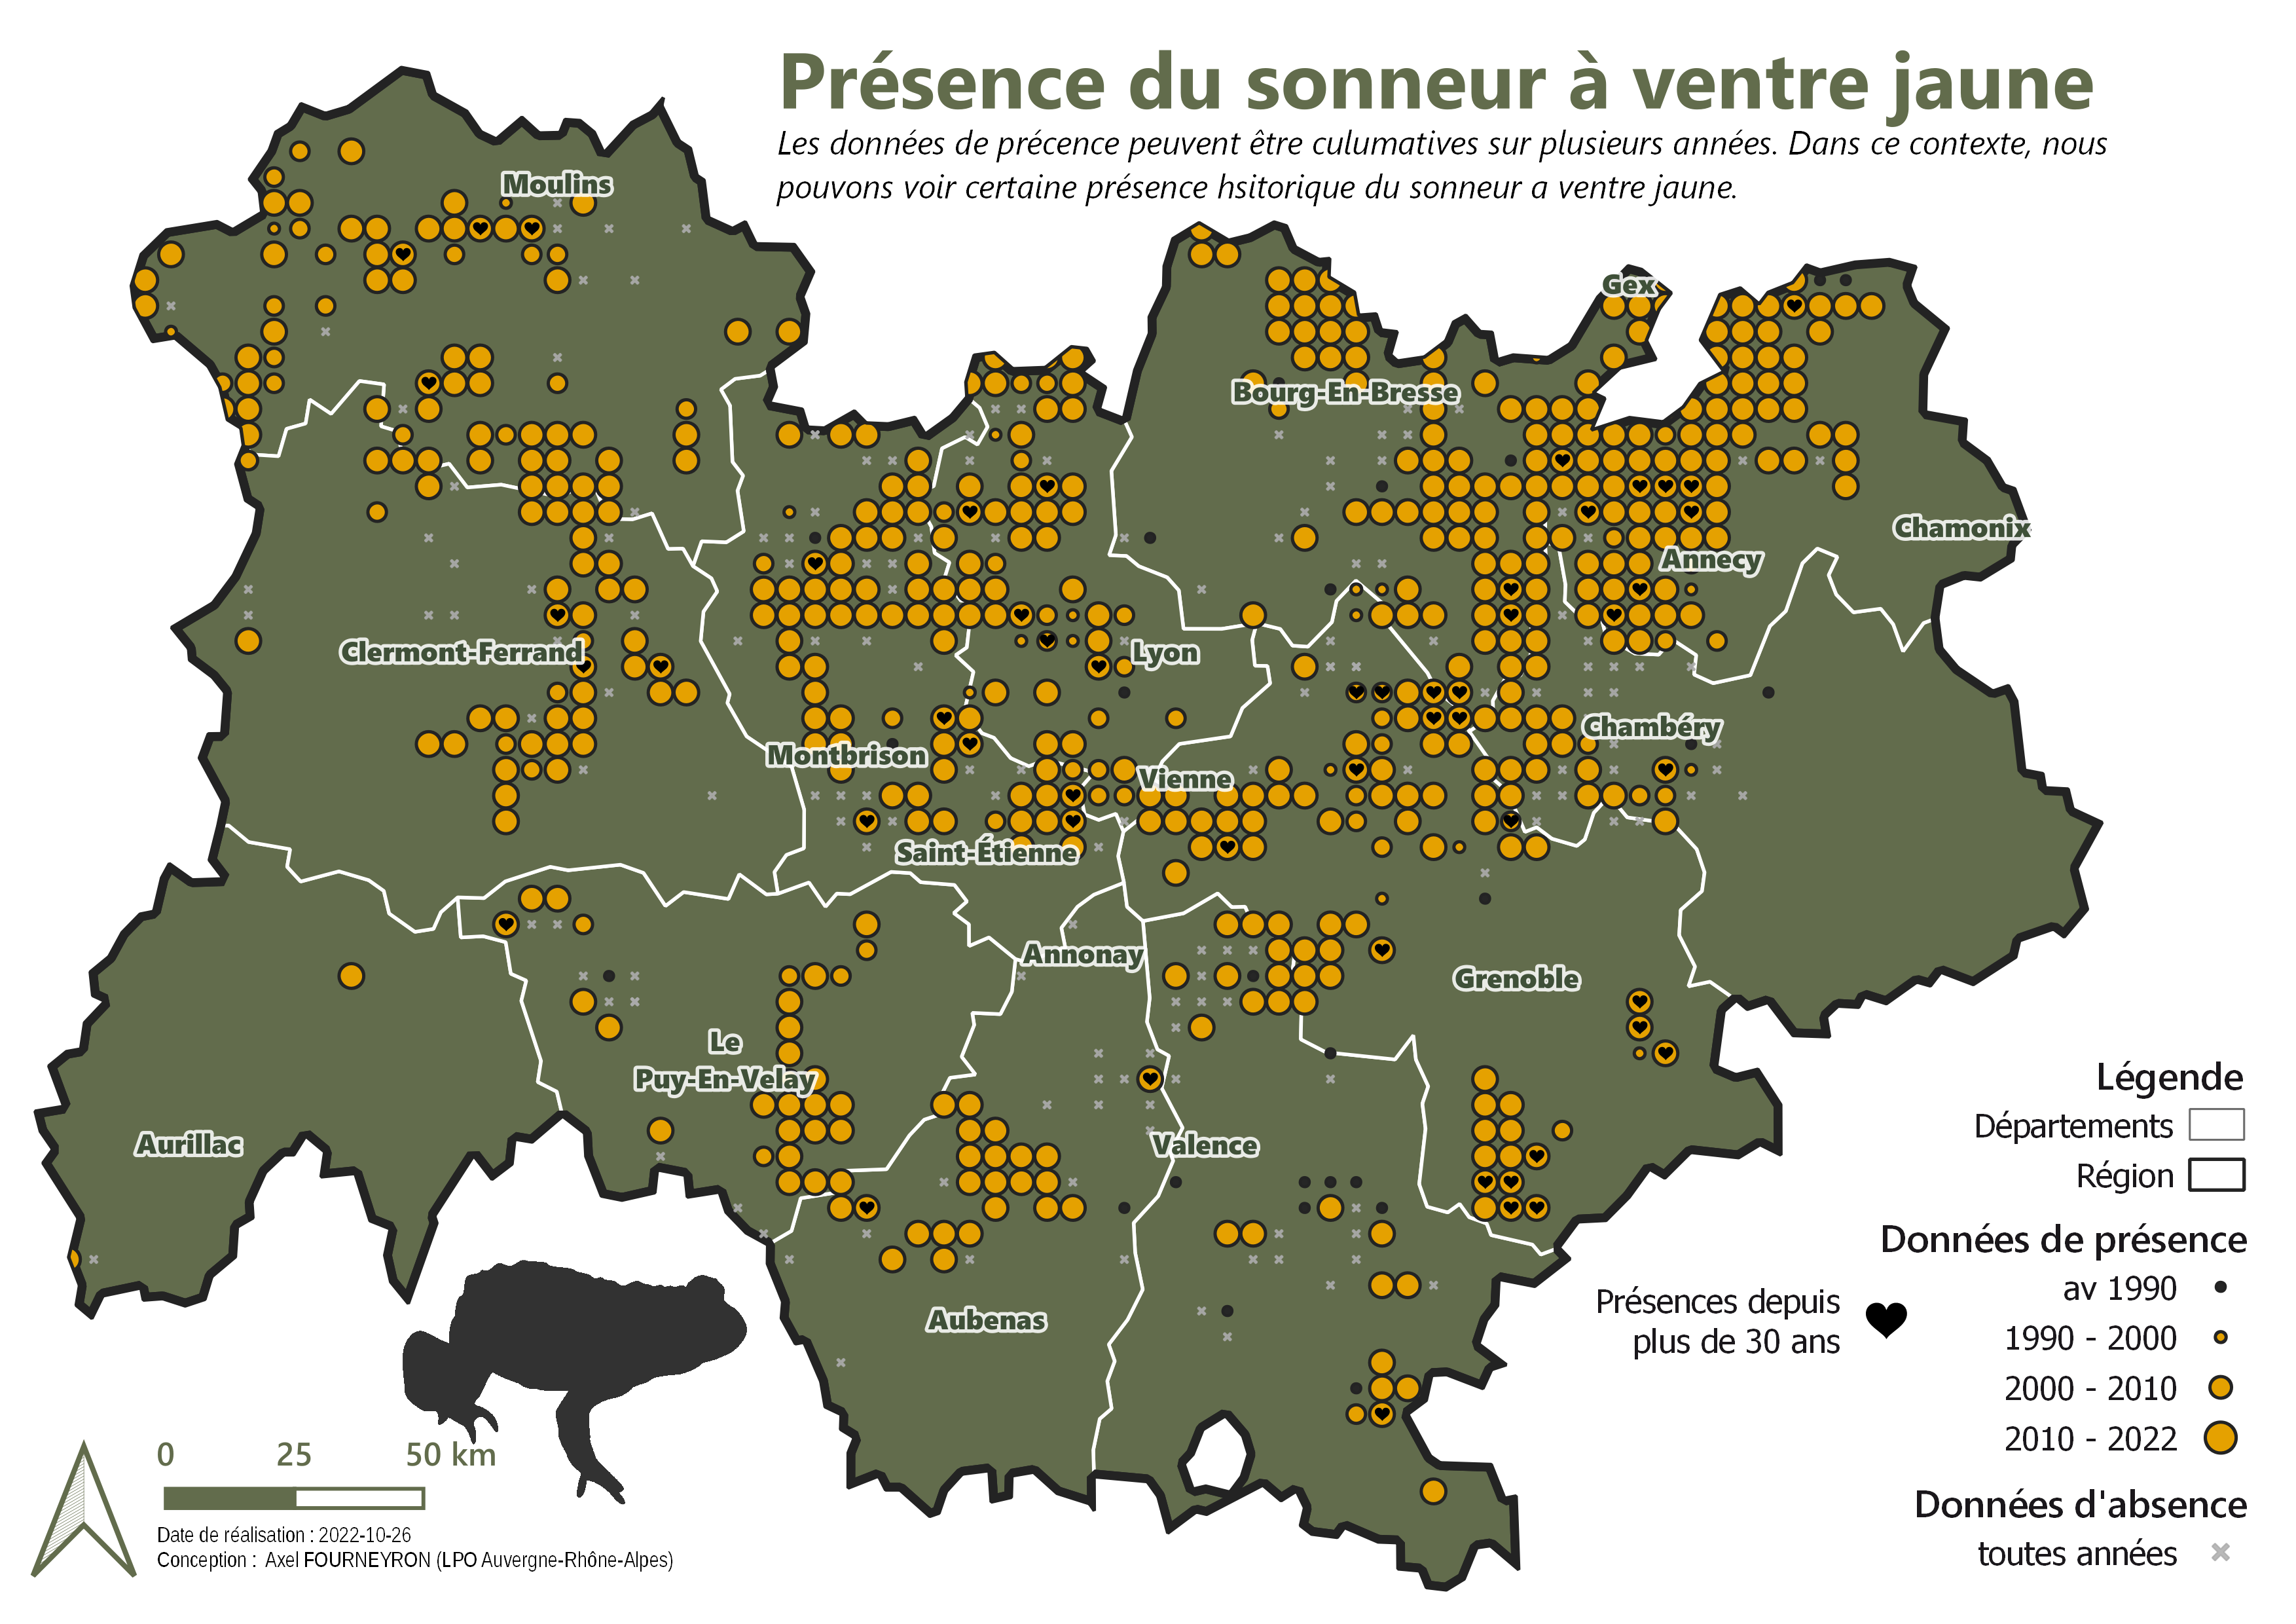 Présence du sonneur à ventre jaune
Les données de précence peuvent être culumatives sur plusieurs années. Dans ce contexte, nous
pouvons voir certaine présence hsitorique du sonneur a ventre jaune.
Moulins
Gex
Bourg-En-Bresse
Chamonix
Annecy
Clermont-Ferrand
Lyon
Chambéry
Montbrison
Vienne
Saint-Étienne
Annonay
Grenoble
Le
Puy-En-Velay
Aurillac
Valence
Aubenas
Légende
Départements
Région
Données de présence
av 1990
1990 - 2000
2000 - 2010
2010 - 2022
Présences depuis
plus de 30 ans
Données d'absence
toutes années
0 25 50 km
Date de réalisation : 2022-10-26
Conception : Axel FOURNEYRON (LPO Auvergne-Rhône-Alpes)